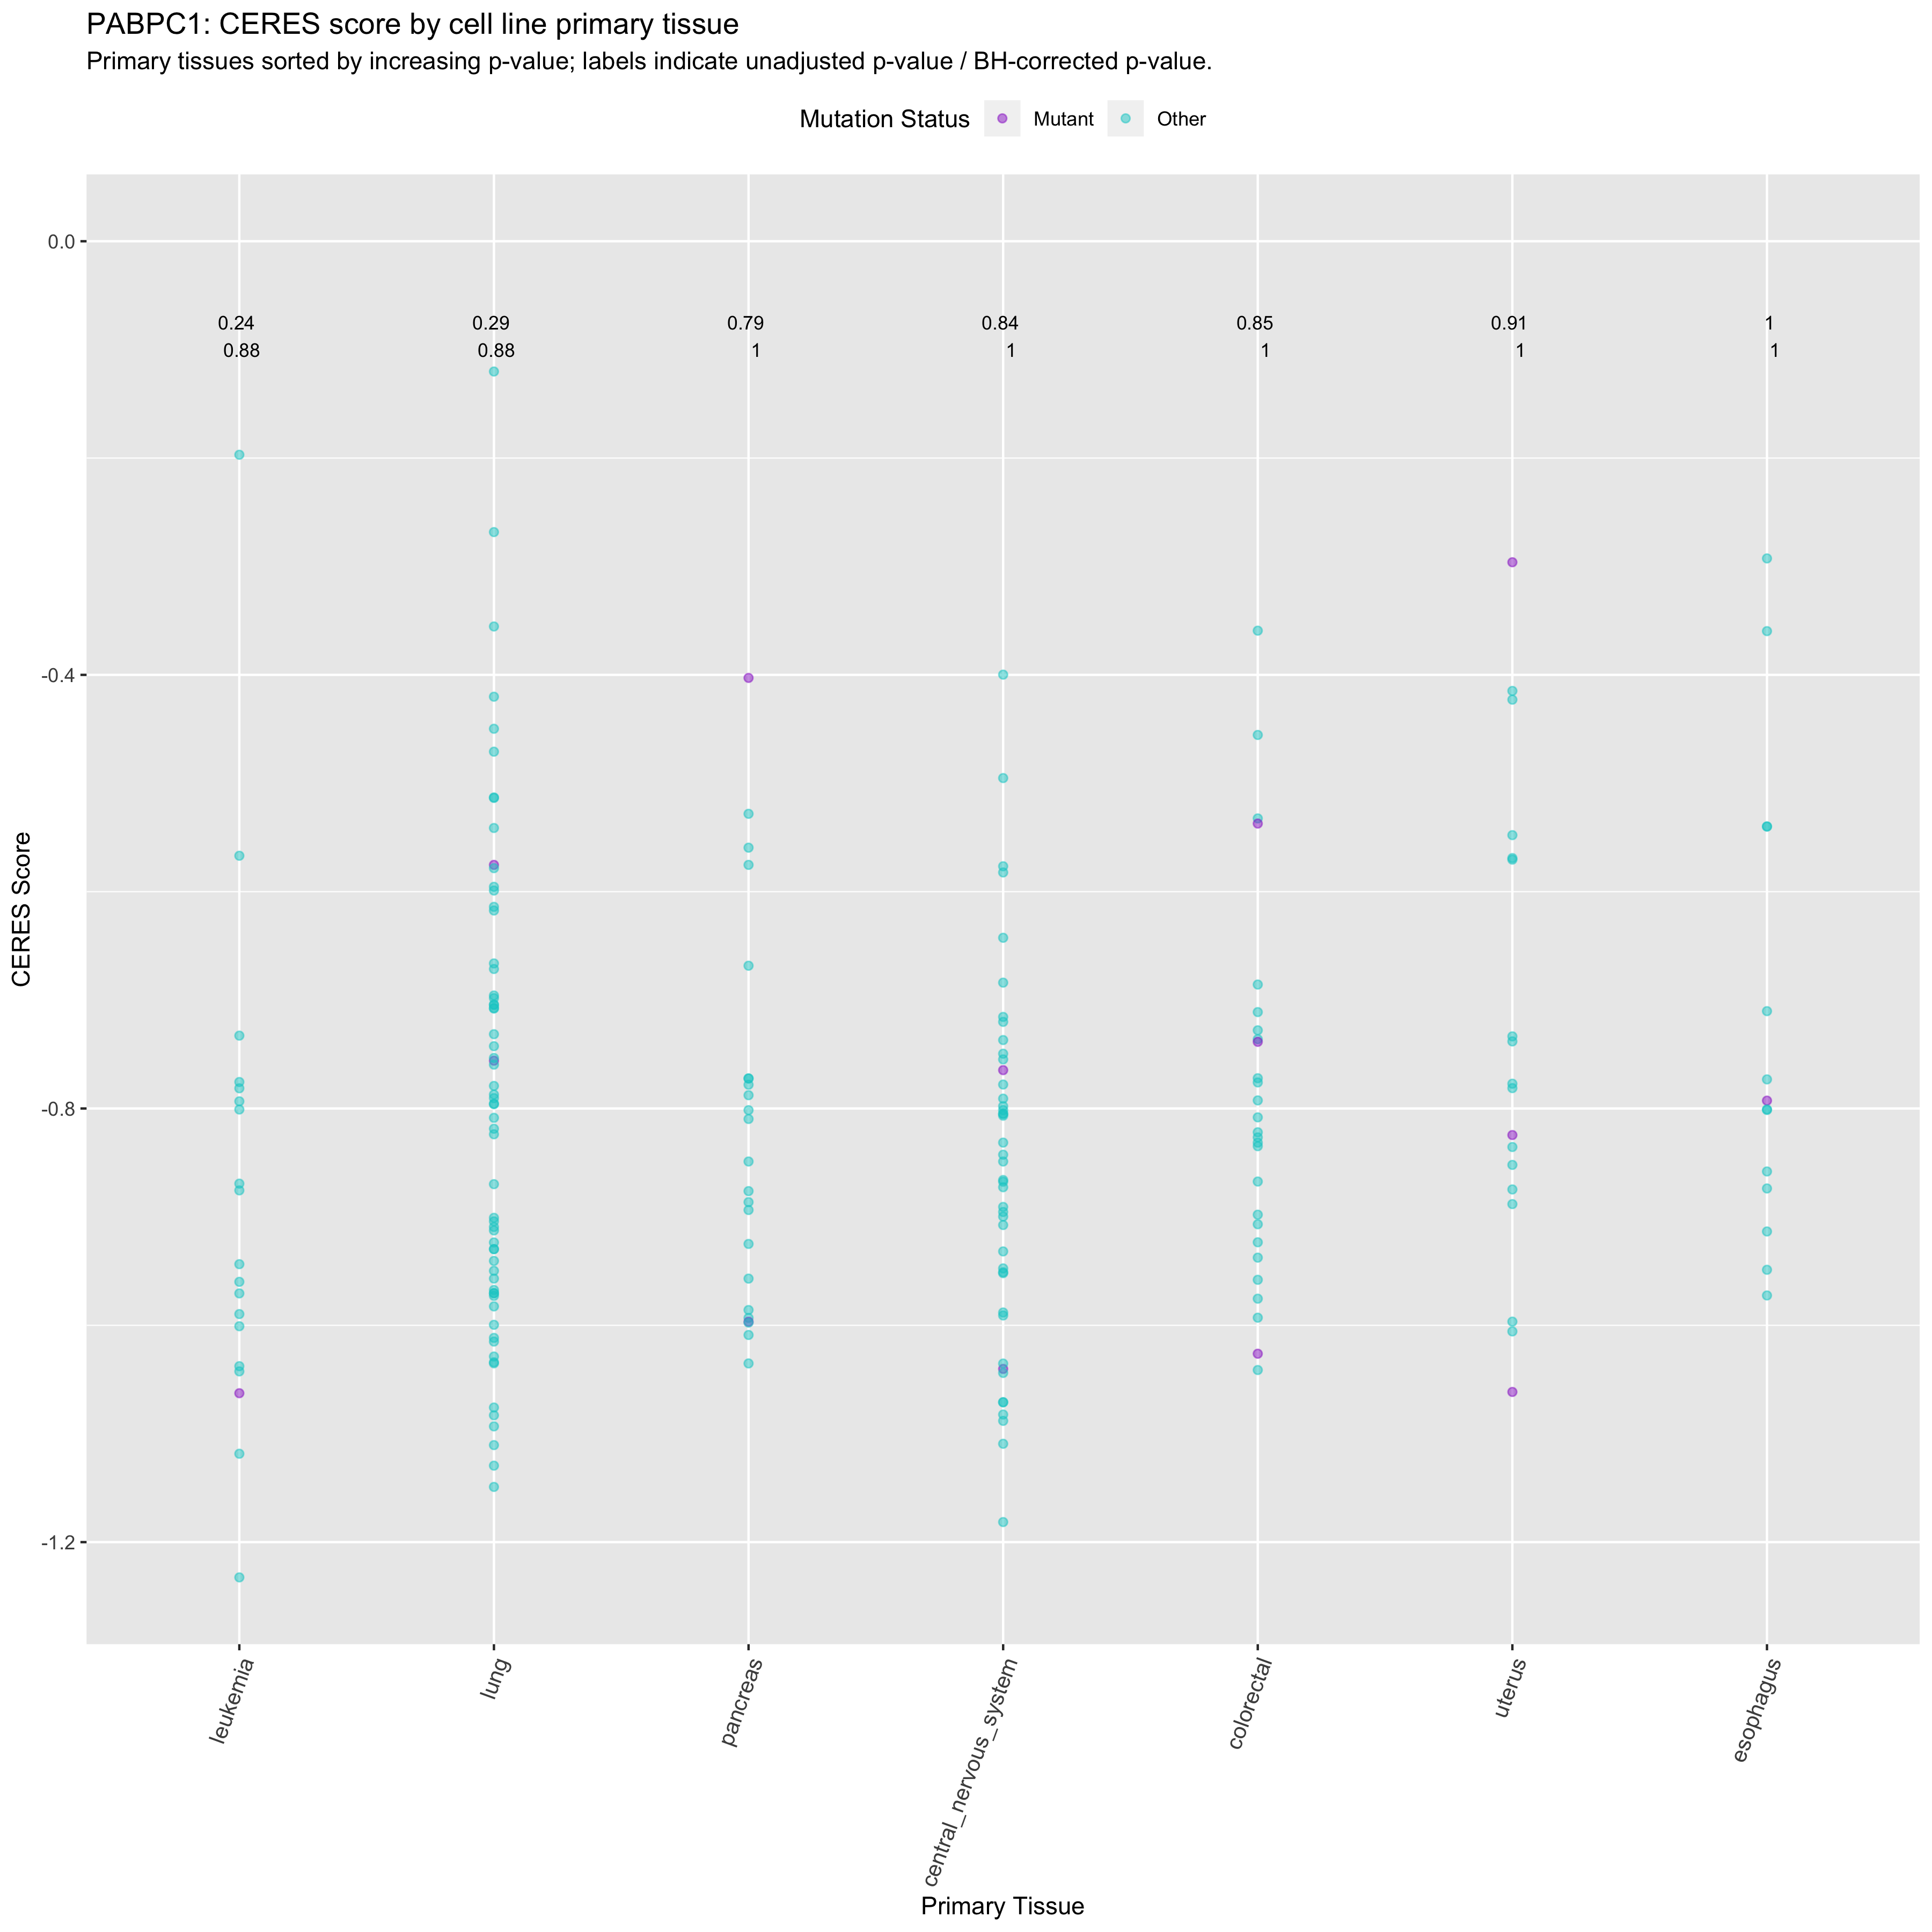 PABPC1: CERES score by cell line primary tissue
Primary tissues sorted by increasing p-value; labels indicate unadjusted p-value / BH-corrected p-value.
Mutation Status Mutant Other
0.0
0.24 0.29 0.79 0.84 0.85 0.91 1
0.88 0.88 1 1 1 1 1
-0.4
CERES Score
-0.8
-1.2
leukemia lung pancreas central_nervous_system colorectal uterus esophagus
Primary Tissue